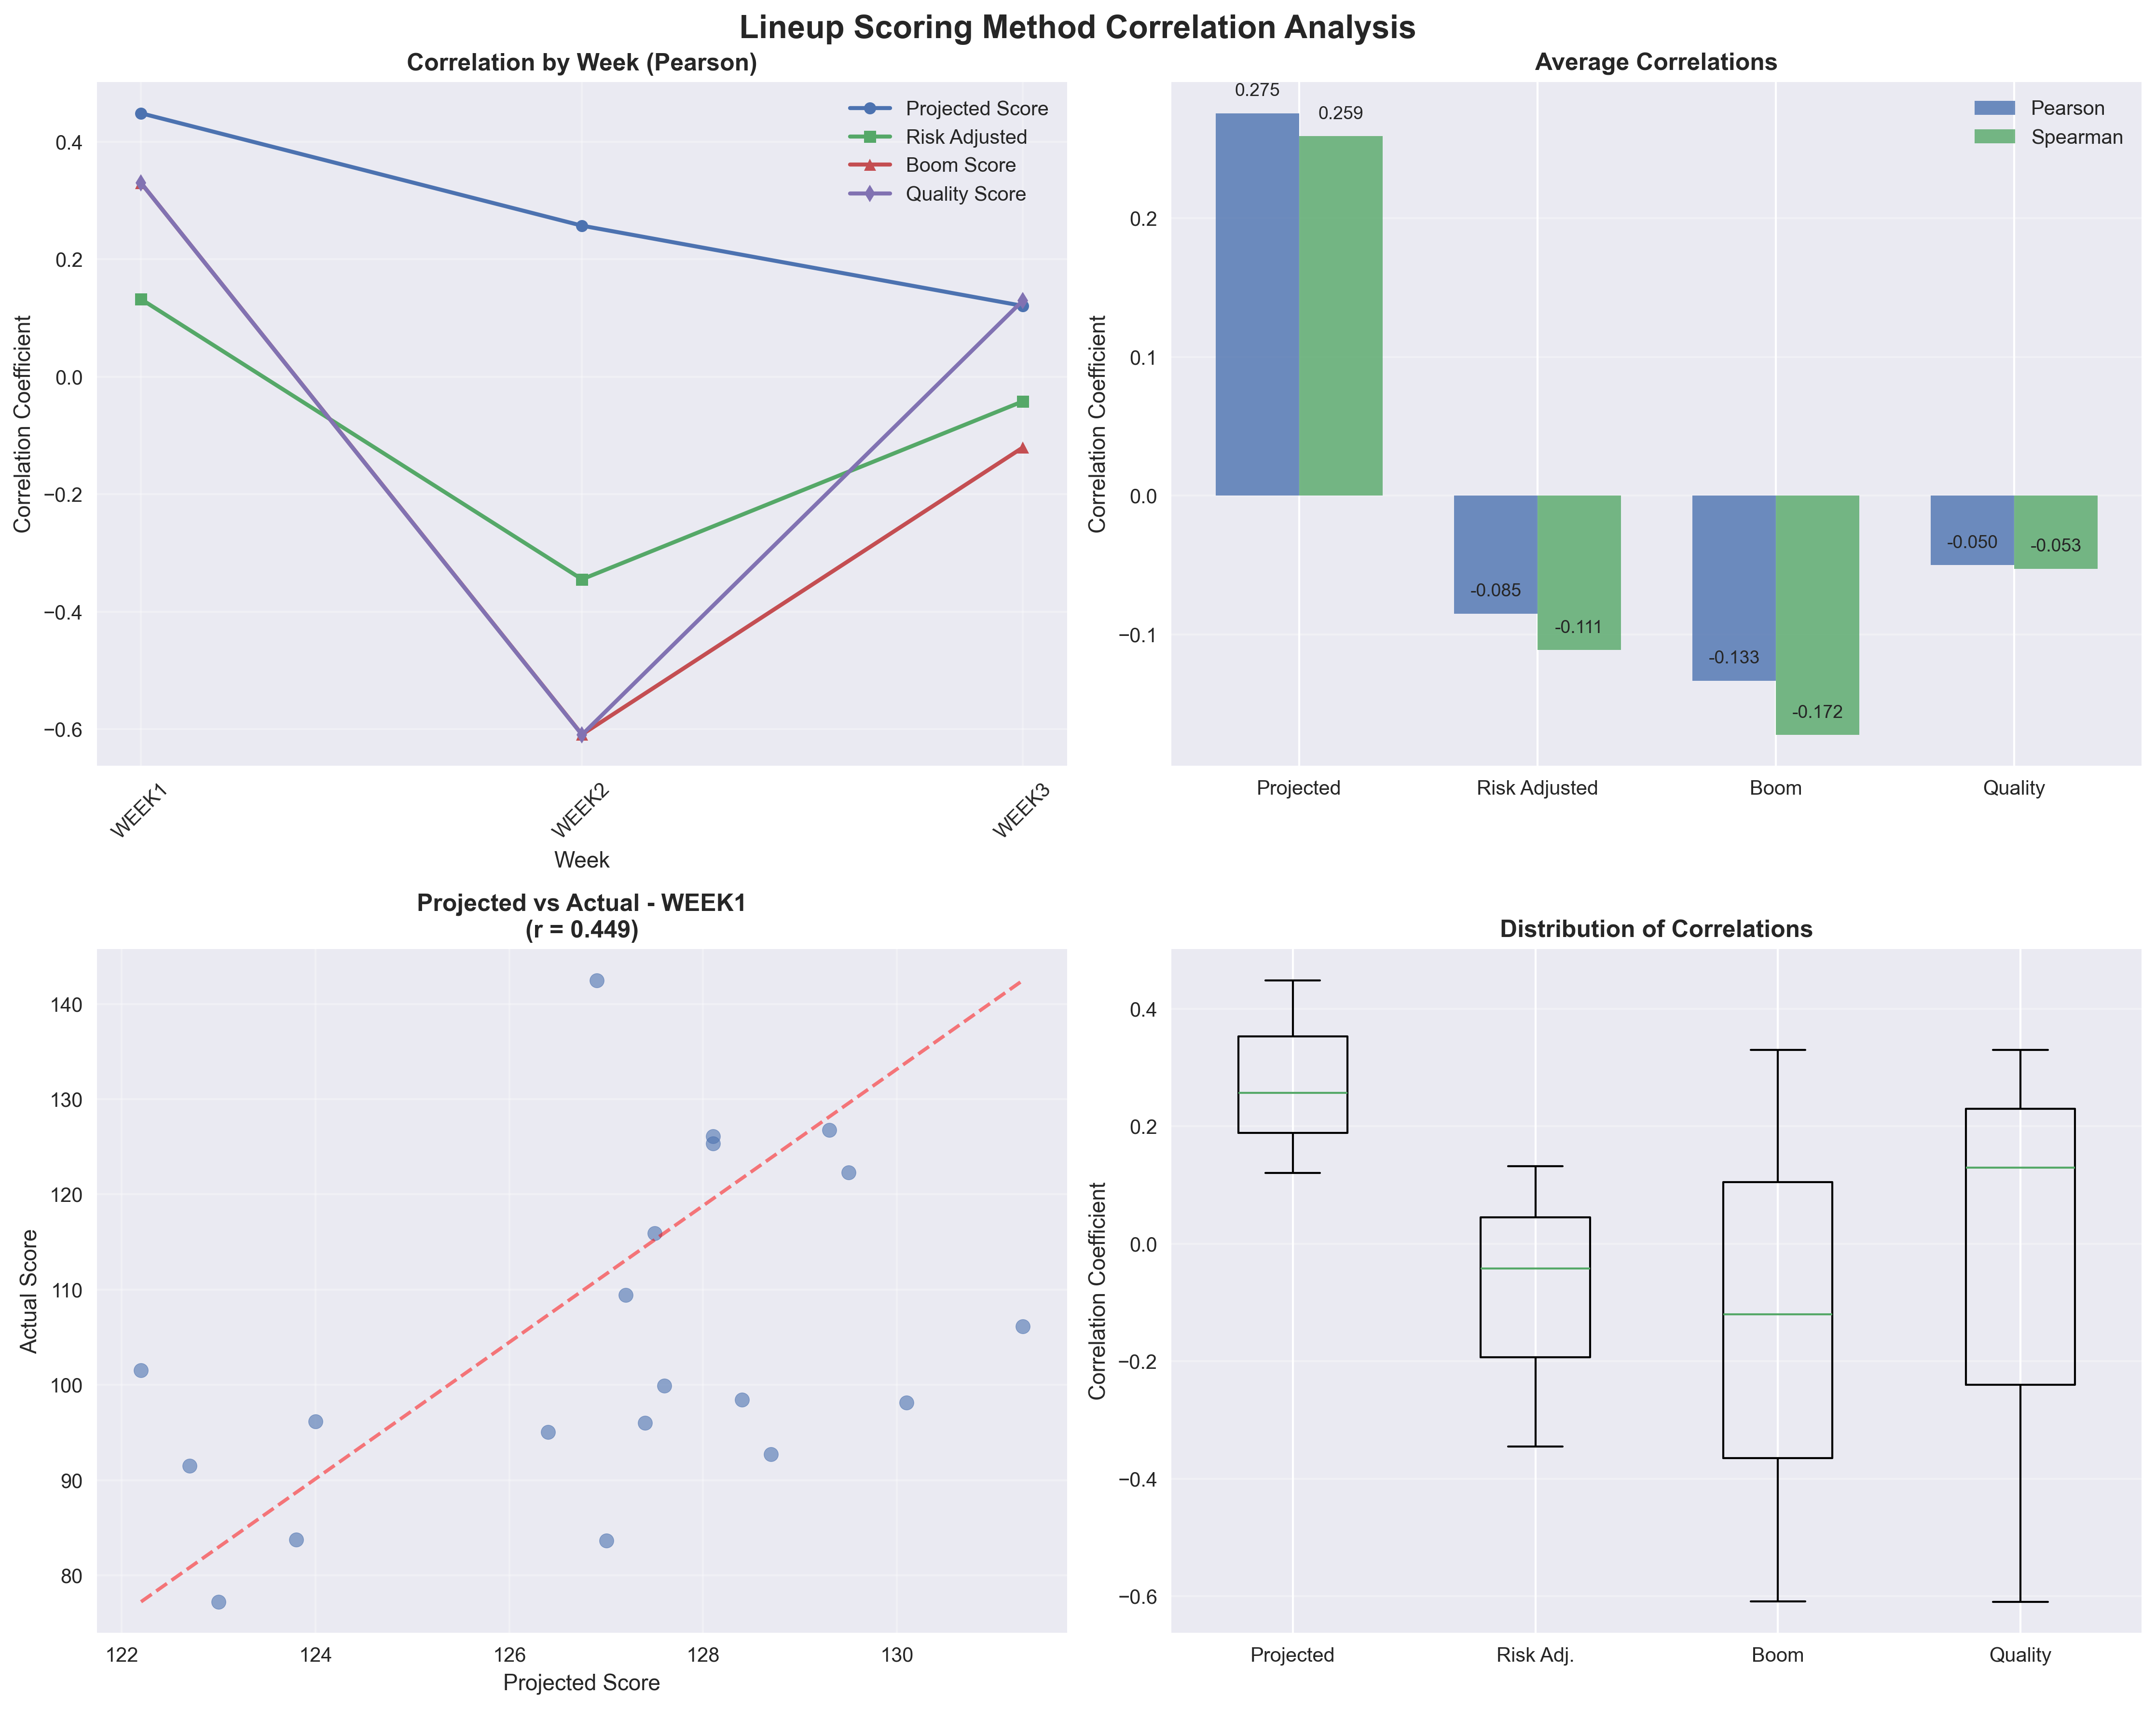 Lineup Scoring Method Correlation Analysis
Correlation by Week (Pearson)
Correlation Coefficient
0.4
0.2
0.0
−0.2
−0.4
−0.6
Projected Score
Risk Adjusted
Boom Score
Quality Score
WEEK1
WEEK2
WEEK3
Week
Average Correlations
Correlation Coefficient
0.2
0.1
0.0
−0.1
Pearson
Spearman
0.275
0.259
-0.085
-0.111
-0.133
-0.172
-0.050
-0.053
Projected
Risk Adjusted
Boom
Quality
Projected vs Actual - WEEK1
(r = 0.449)
Actual Score
140
130
120
110
100
90
80
122
124
126
128
130
Projected Score
Distribution of Correlations
Correlation Coefficient
0.4
0.2
0.0
−0.2
−0.4
−0.6
Projected
Risk Adj.
Boom
Quality